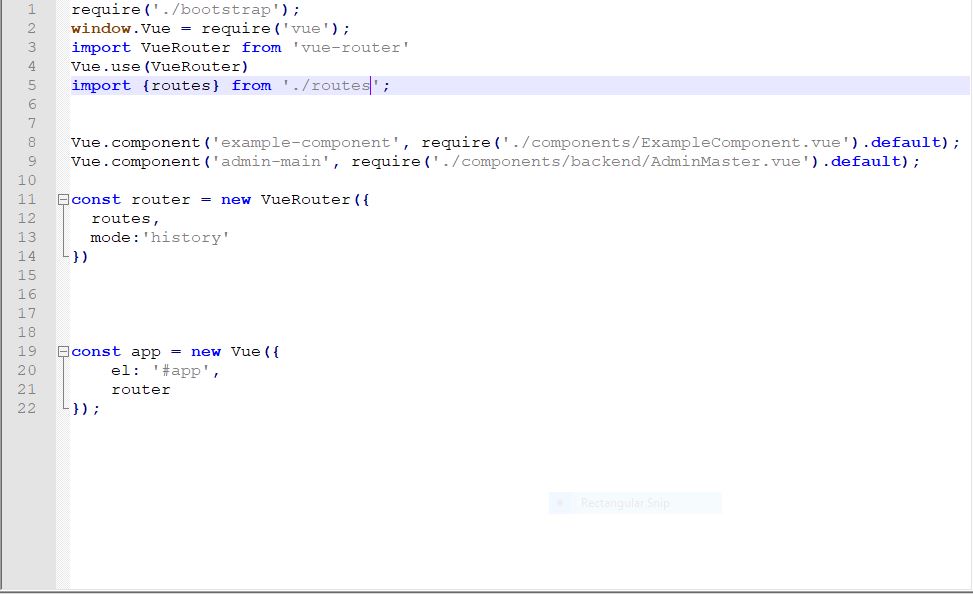 1 require('./bootstrap');
2 window.Vue = require('vue');
3 import VueRouter from 'vue-router'
4 Vue.use(VueRouter)
5 import {routes} from './routes';
6
7
8 Vue.component('example-component', require('./components/ExampleComponent.vue').default);
9 Vue.component('admin-main', require('./components/backend/AdminMaster.vue').default);
10
11 const router = new VueRouter({
12 routes,
13 mode:'history'
14 })
15
16
17
18
19 const app = new Vue({
20 el: '#app',
21 router
22 });
Rectangular Snip